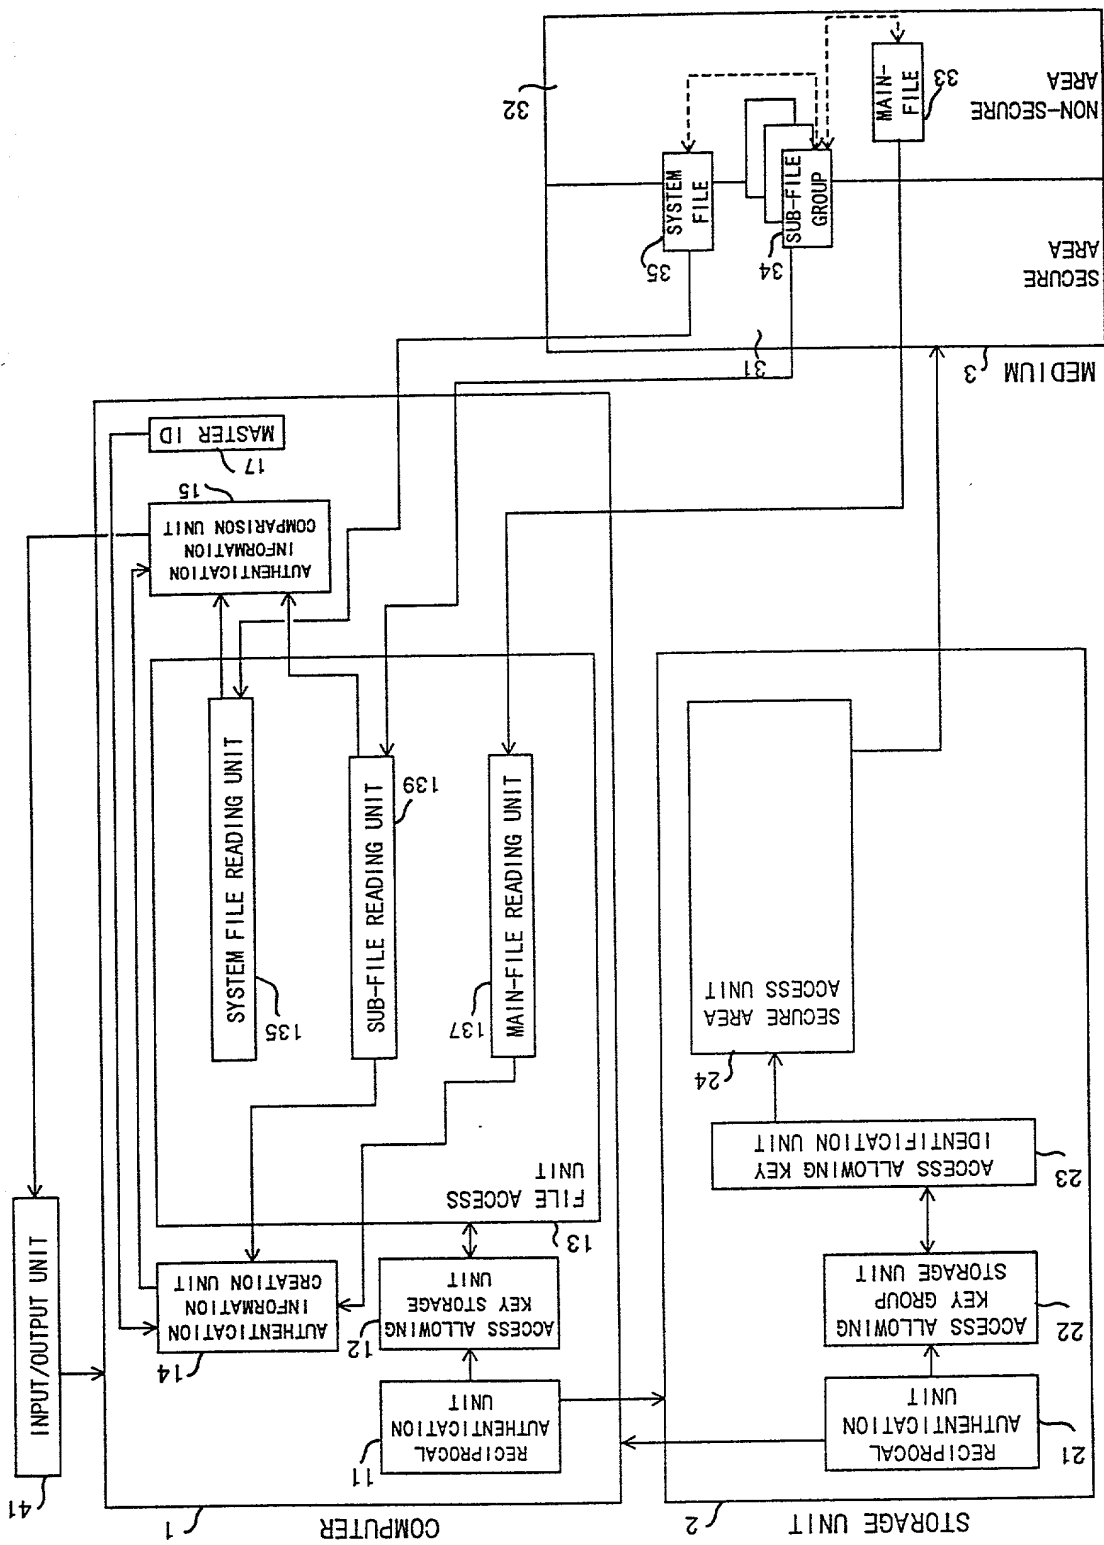 COMPUTER
1
STORAGE UNIT
2
41
INPUT/OUTPUT UNIT
RECIPROCAL
AUTHENTICATION
UNIT
11
RECIPROCAL
AUTHENTICATION
UNIT
21
AUTHENTICATION
INFORMATION
CREATION UNIT
14
ACCESS ALLOWING
KEY STORAGE
UNIT
12
ACCESS ALLOWING
KEY GROUP
STORAGE UNIT
22
FILE ACCESS
UNIT
13
ACCESS ALLOWING KEY
IDENTIFICATION UNIT
23
SYSTEM FILE READING UNIT
135
SUB-FILE READING UNIT
139
MAIN-FILE READING UNIT
137
SECURE AREA
ACCESS UNIT
24
AUTHENTICATION
INFORMATION
COMPARISON UNIT
15
MASTER ID
17
MEDIUM
3
31
SECURE
AREA
SYSTEM
FILE
35
SUB-FILE
GROUP
34
MAIN-
FILE
33
NON-SECURE
AREA
32